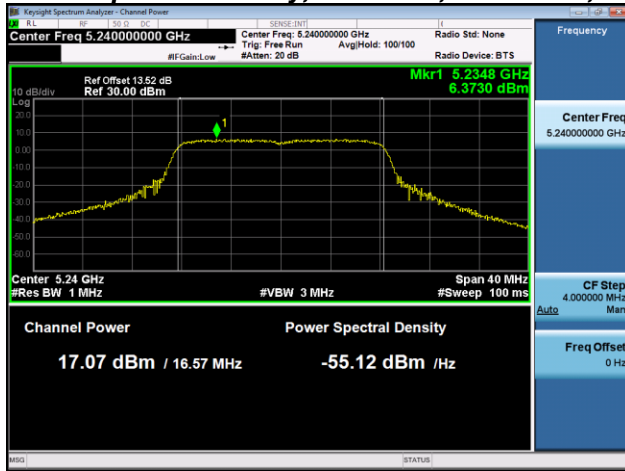 Keysight Spectrum Analyzer - Channel Power
RL RF 50 Ω DC SENSE:INT
Center Freq 5.240000000 GHz
Center Freq: 5.240000000 GHz Radio Std: None
Trig: Free Run Avg|Hold: 100/100
#IFGain:Low #Atten: 20 dB Radio Device: BTS
Ref Offset 13.52 dB
10 dB/div Ref 30.00 dBm
Mkr1 5.2348 GHz
6.3730 dBm
Log
20.0
10.0
0.00
-10.0
-20.0
-30.0
-40.0
-50.0
-60.0
1
Center 5.24 GHz Span 40 MHz
#Res BW 1 MHz #VBW 3 MHz #Sweep 100 ms
Channel Power Power Spectral Density
17.07 dBm / 16.57 MHz -55.12 dBm /Hz
MSG STATUS
Frequency
Center Freq
5.240000000 GHz
CF Step
4.000000 MHz
Auto Man
Freq Offset
0 Hz